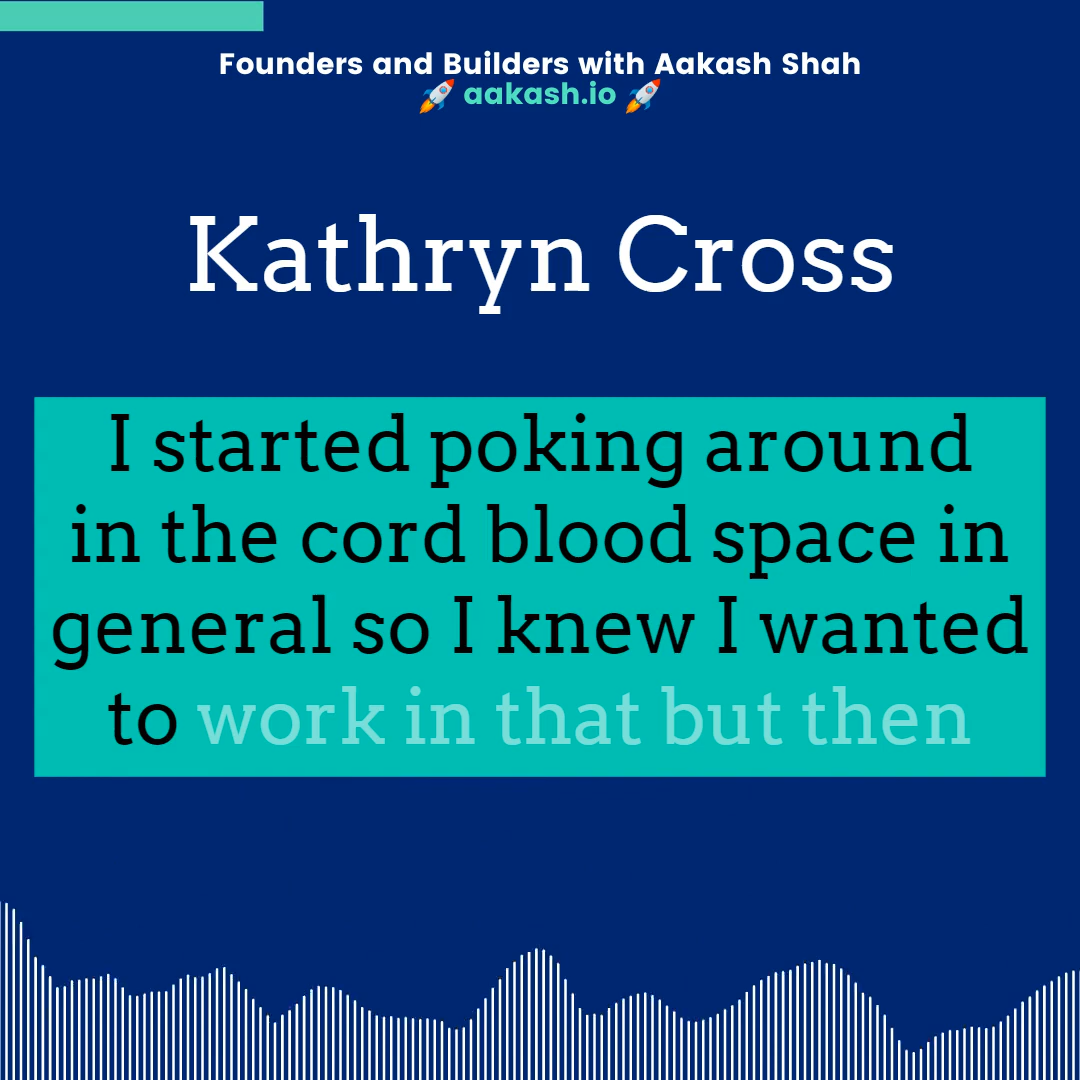 Founders and Builders with Aakash Shah
🚀 aakash.io 🚀
Kathryn Cross
I started poking around
in the cord blood space in
general so I knew I wanted
to work in that but then